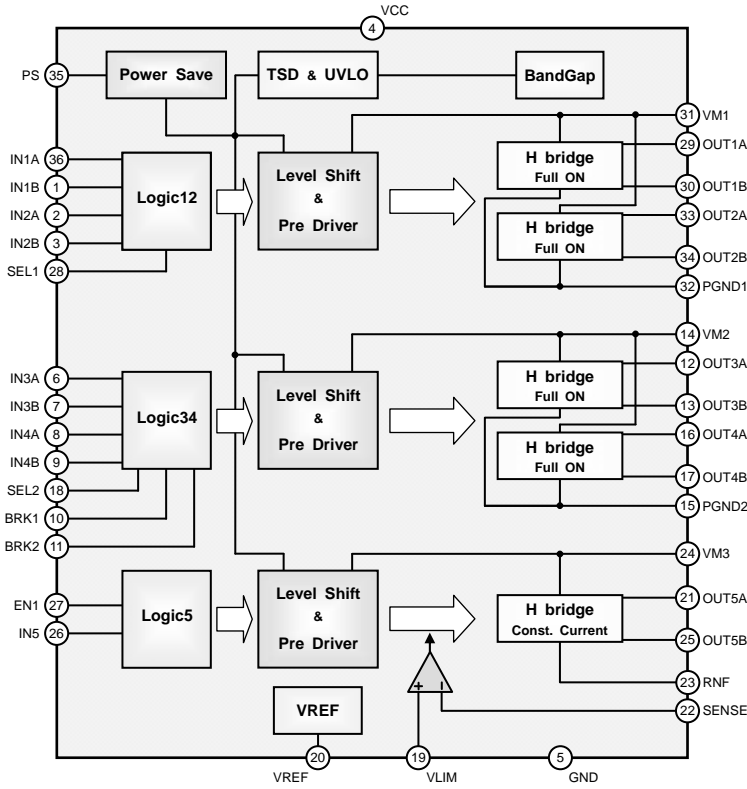 VCC
4
PS 35
Power Save
TSD & UVLO
BandGap
31 VM1
IN1A 36
IN1B 1
IN2A 2
IN2B 3
SEL1 28
Logic12
Level Shift
&
Pre Driver
H bridge
Full ON
H bridge
Full ON
29 OUT1A
30 OUT1B
33 OUT2A
34 OUT2B
32 PGND1
14 VM2
IN3A 6
IN3B 7
IN4A 8
IN4B 9
SEL2 18
BRK1 10
BRK2 11
Logic34
Level Shift
&
Pre Driver
H bridge
Full ON
H bridge
Full ON
12 OUT3A
13 OUT3B
16 OUT4A
17 OUT4B
15 PGND2
24 VM3
EN1 27
IN5 26
Logic5
Level Shift
&
Pre Driver
H bridge
Const. Current
21 OUT5A
25 OUT5B
23 RNF
22 SENSE
+ −
VREF
20
VREF
19
VLIM
5
GND